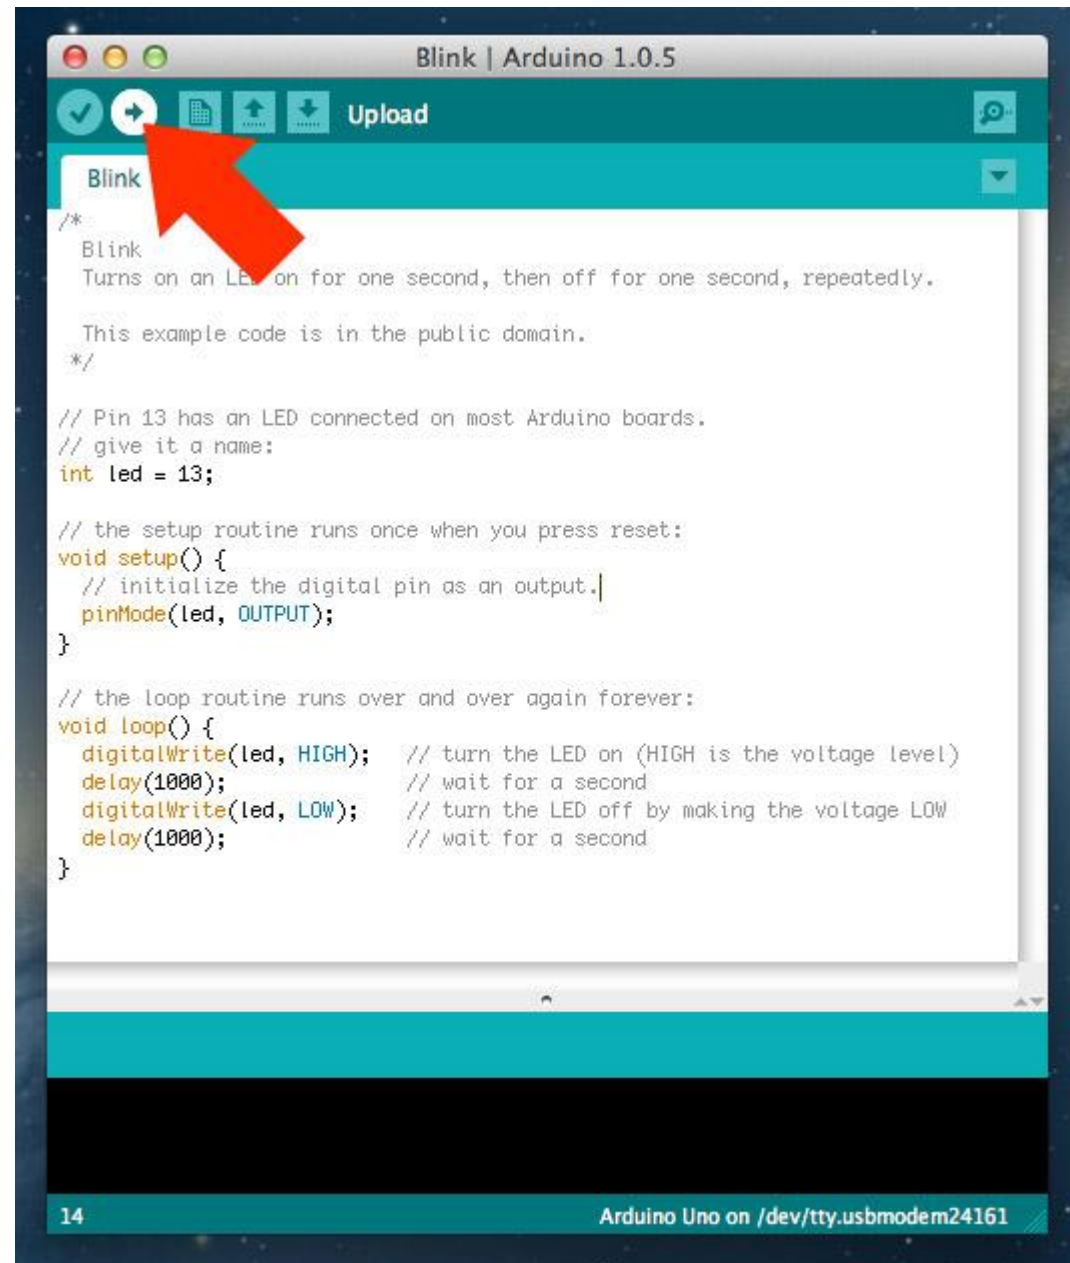 Blink | Arduino 1.0.5
Upload
Blink
/*
Blink
Turns on an LED on for one second, then off for one second, repeatedly.
This example code is in the public domain.
*/
// Pin 13 has an LED connected on most Arduino boards.
// give it a name:
int led = 13;
// the setup routine runs once when you press reset:
void setup() {
// initialize the digital pin as an output.
pinMode(led, OUTPUT);
}
// the loop routine runs over and over again forever:
void loop() {
digitalWrite(led, HIGH);   // turn the LED on (HIGH is the voltage level)
delay(1000);               // wait for a second
digitalWrite(led, LOW);    // turn the LED off by making the voltage LOW
delay(1000);               // wait for a second
}
14
Arduino Uno on /dev/tty.usbmodem24161